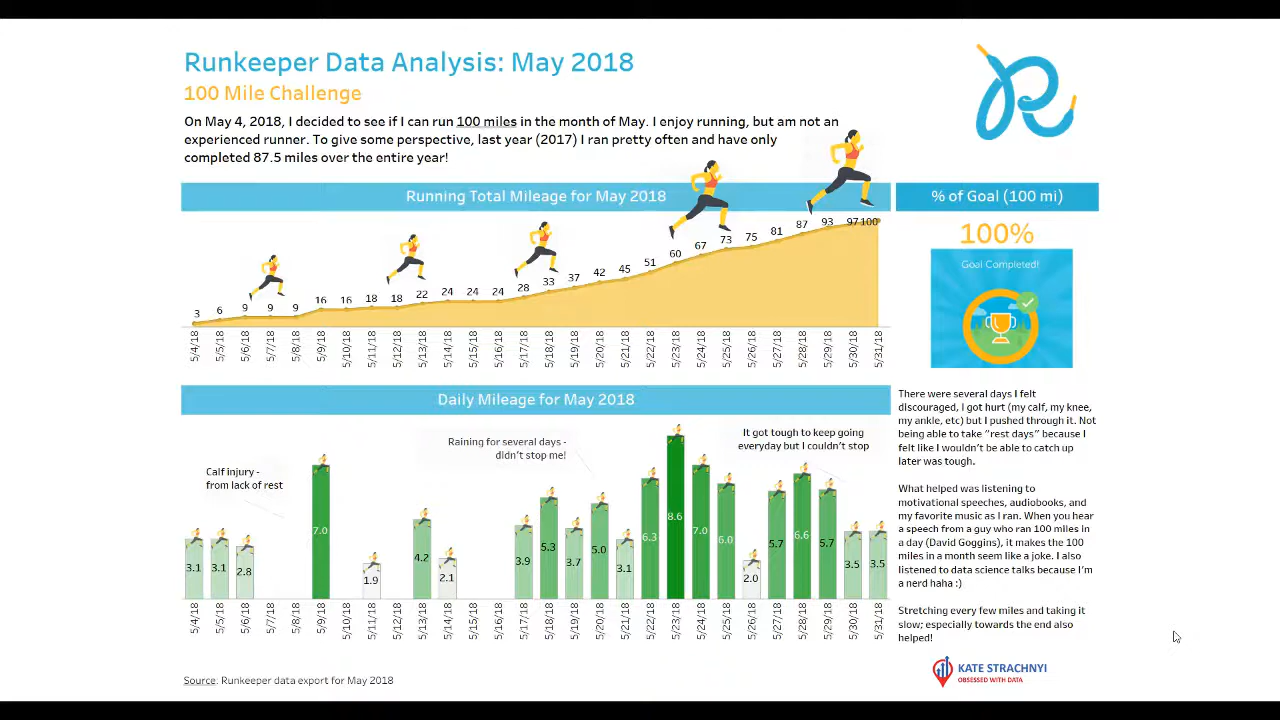 Runkeeper Data Analysis: May 2018
100 Mile Challenge
On May 4, 2018, I decided to see if I can run 100 miles in the month of May. I enjoy running, but am not an
experienced runner. To give some perspective, last year (2017) I ran pretty often and have only
completed 87.5 miles over the entire year!
Running Total Mileage for May 2018
3 6 9 9 9 16 16 18 18 22 24 24 24 28 33 37 42 45 51 60 67 73 75 81 87 93 97 100
5/4/18 5/5/18 5/6/18 5/7/18 5/8/18 5/9/18 5/10/18 5/11/18 5/12/18 5/13/18 5/14/18 5/15/18 5/16/18 5/17/18 5/18/18 5/19/18 5/20/18 5/21/18 5/22/18 5/23/18 5/24/18 5/25/18 5/26/18 5/27/18 5/28/18 5/29/18 5/30/18 5/31/18
% of Goal (100 mi)
100%
Goal Completed!
Daily Mileage for May 2018
Calf injury -
from lack of rest
Raining for several days -
didn't stop me!
It got tough to keep going
everyday but I couldn't stop
3.1 3.1 2.8 7.0 1.9 4.2 2.1 3.9 5.3 3.7 5.0 3.1 6.3 8.6 7.0 6.0 2.0 5.7 6.6 5.7 3.5 3.5
5/4/18 5/5/18 5/6/18 5/7/18 5/8/18 5/9/18 5/10/18 5/11/18 5/12/18 5/13/18 5/14/18 5/15/18 5/16/18 5/17/18 5/18/18 5/19/18 5/20/18 5/21/18 5/22/18 5/23/18 5/24/18 5/25/18 5/26/18 5/27/18 5/28/18 5/29/18 5/30/18 5/31/18
There were several days I felt
discouraged, I got hurt (my calf, my knee,
my ankle, etc) but I pushed through it. Not
being able to take "rest days" because I
felt like I wouldn't be able to catch up
later was tough.
What helped was listening to
motivational speeches, audiobooks, and
my favorite music as I ran. When you hear
a speech from a guy who ran 100 miles in
a day (David Goggins), it makes the 100
miles in a month seem like a joke. I also
listened to data science talks because I'm
a nerd haha :)
Stretching every few miles and taking it
slow; especially towards the end also
helped!
Source: Runkeeper data export for May 2018
KATE STRACHNYI
OBSESSED WITH DATA